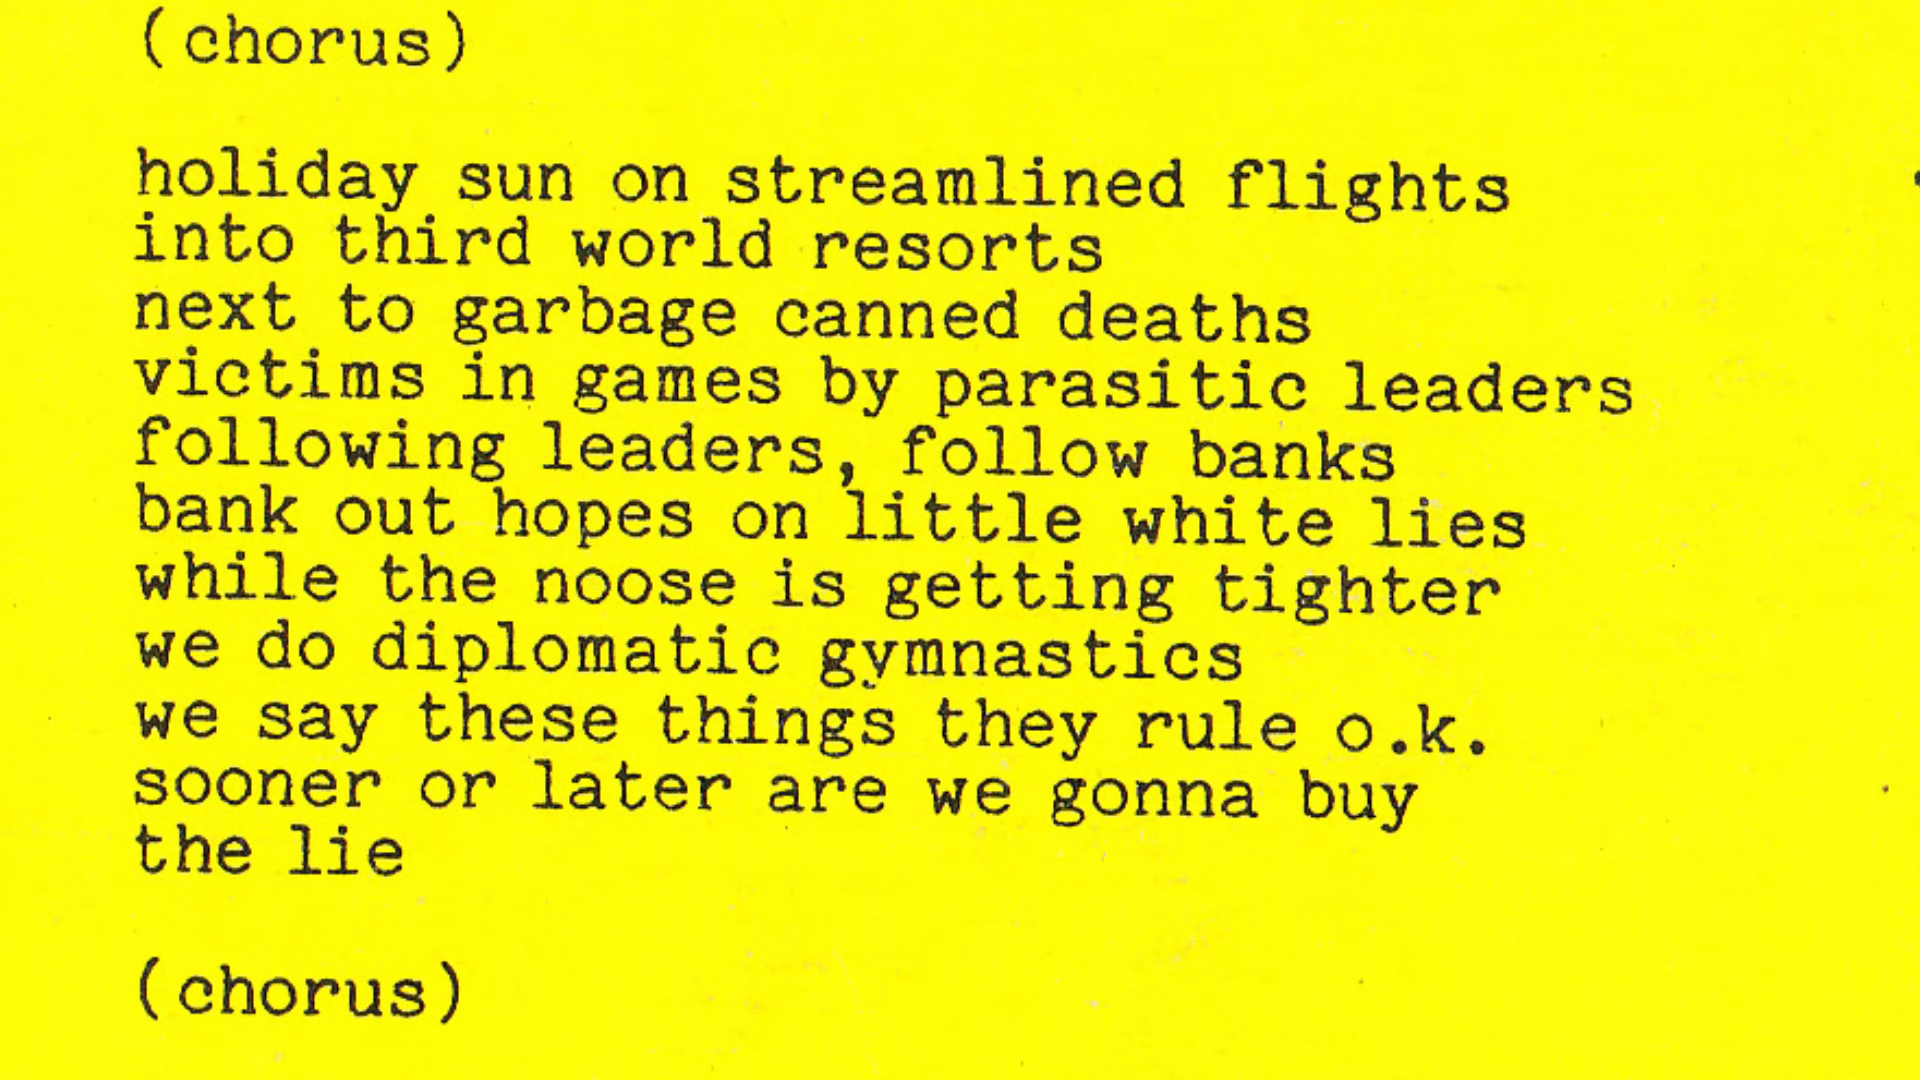 (chorus)
holiday sun on streamlined flights
into third world resorts
next to garbage canned deaths
victims in games by parasitic leaders
following leaders, follow banks
bank out hopes on little white lies
while the noose is getting tighter
we do diplomatic gymnastics
we say these things they rule o.k.
sooner or later are we gonna buy
the lie
(chorus)